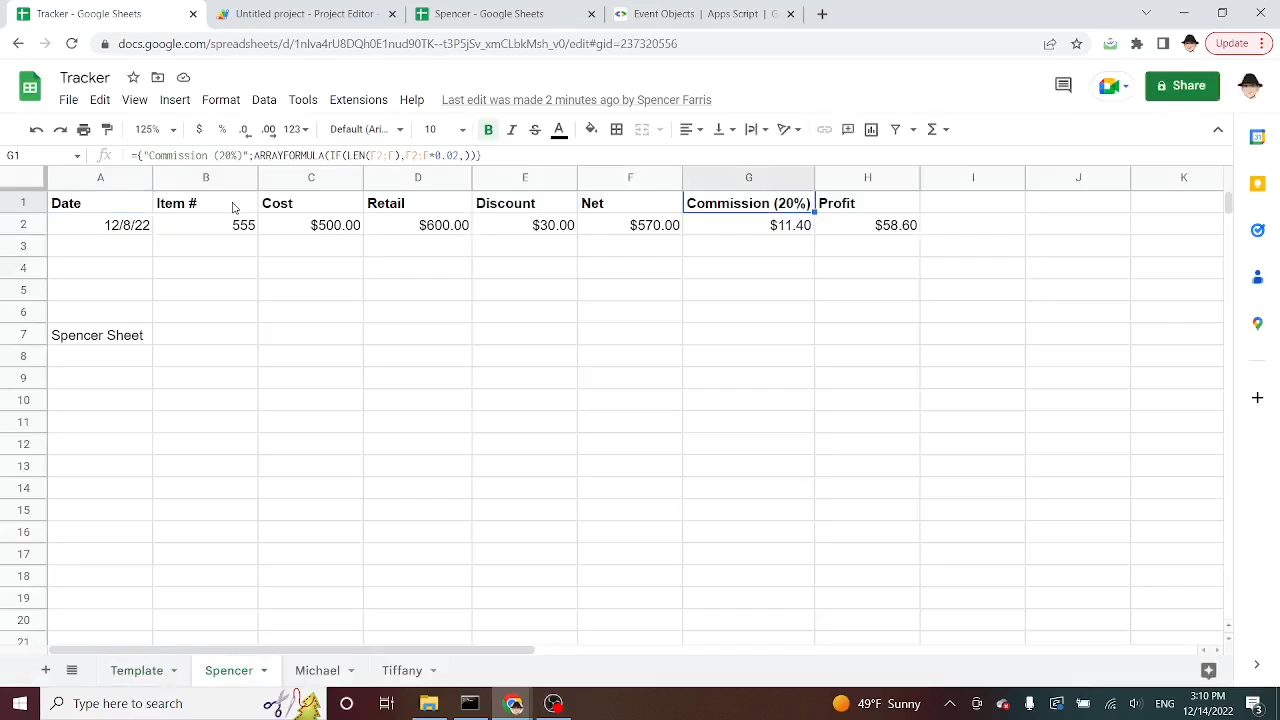 Tracker - Google Sheets
Untitled project - Project Editor -
Spencer - Google Sheets
Event Objects | Apps Script | G
docs.google.com/spreadsheets/d/1nlva4rU8DQh0E1nud90TK--t3P5jSv_xmCLbkMsh_v0/edit#gid=237320556
Update
Tracker
File Edit View Insert Format Data Tools Extensions Help Last edit was made 2 minutes ago by Spencer Farris
Share
125% $ % .0 .00 123 Default (Ari... 10 B I S A
G1 ={"Commission (20%)";ARRAYFORMULA(IF(LEN(F2:F),F2:F*0.02,))}
A B C D E F G H I J K
1 Date Item # Cost Retail Discount Net Commission (20%) Profit
2 12/8/22 555 $500.00 $600.00 $30.00 $570.00 $11.40 $58.60
3
4
5
6
7 Spencer Sheet
8
9
10
11
12
13
14
15
16
17
18
19
20
21
Template Spencer Michael Tiffany
Type here to search
49°F Sunny
3:10 PM
12/14/2022